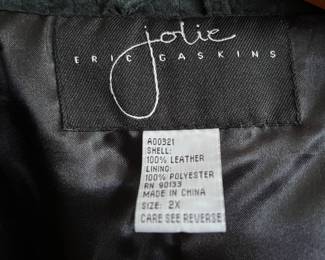 jolie
ERIC GASKINS
A00321
SHELL:
100% LEATHER
LINING:
100% POLYESTER
RN 90133
MADE IN CHINA
SIZE: 2X
CARE SEE REVERSE